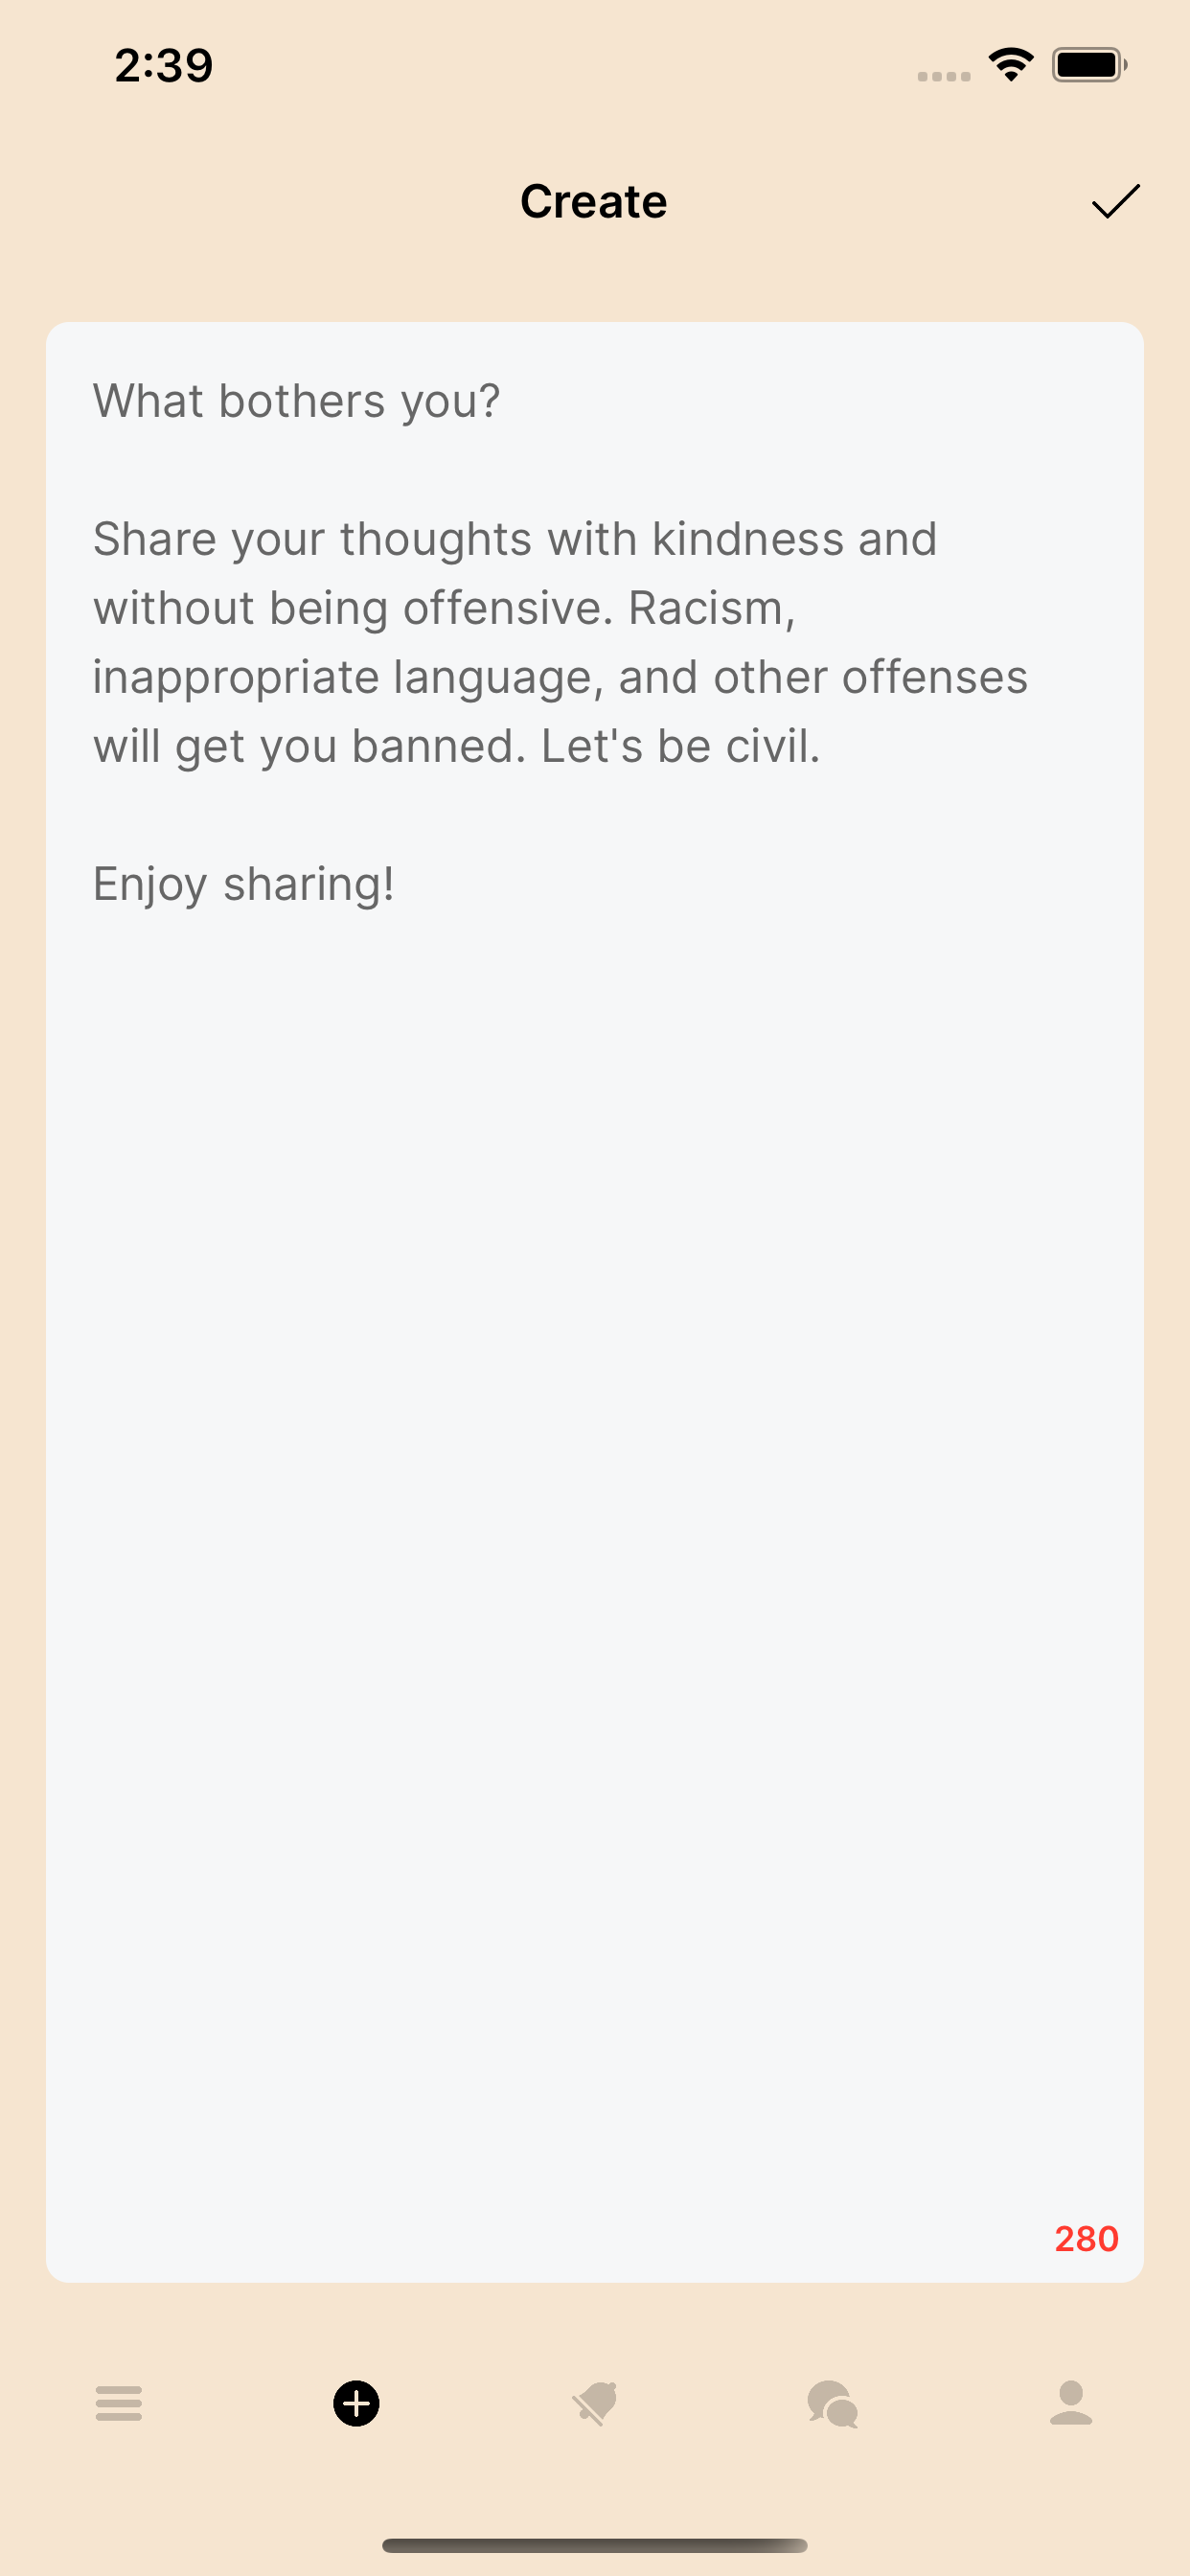 2:39
Create
What bothers you?
Share your thoughts with kindness and
without being offensive. Racism,
inappropriate language, and other offenses
will get you banned. Let's be civil.
Enjoy sharing!
280